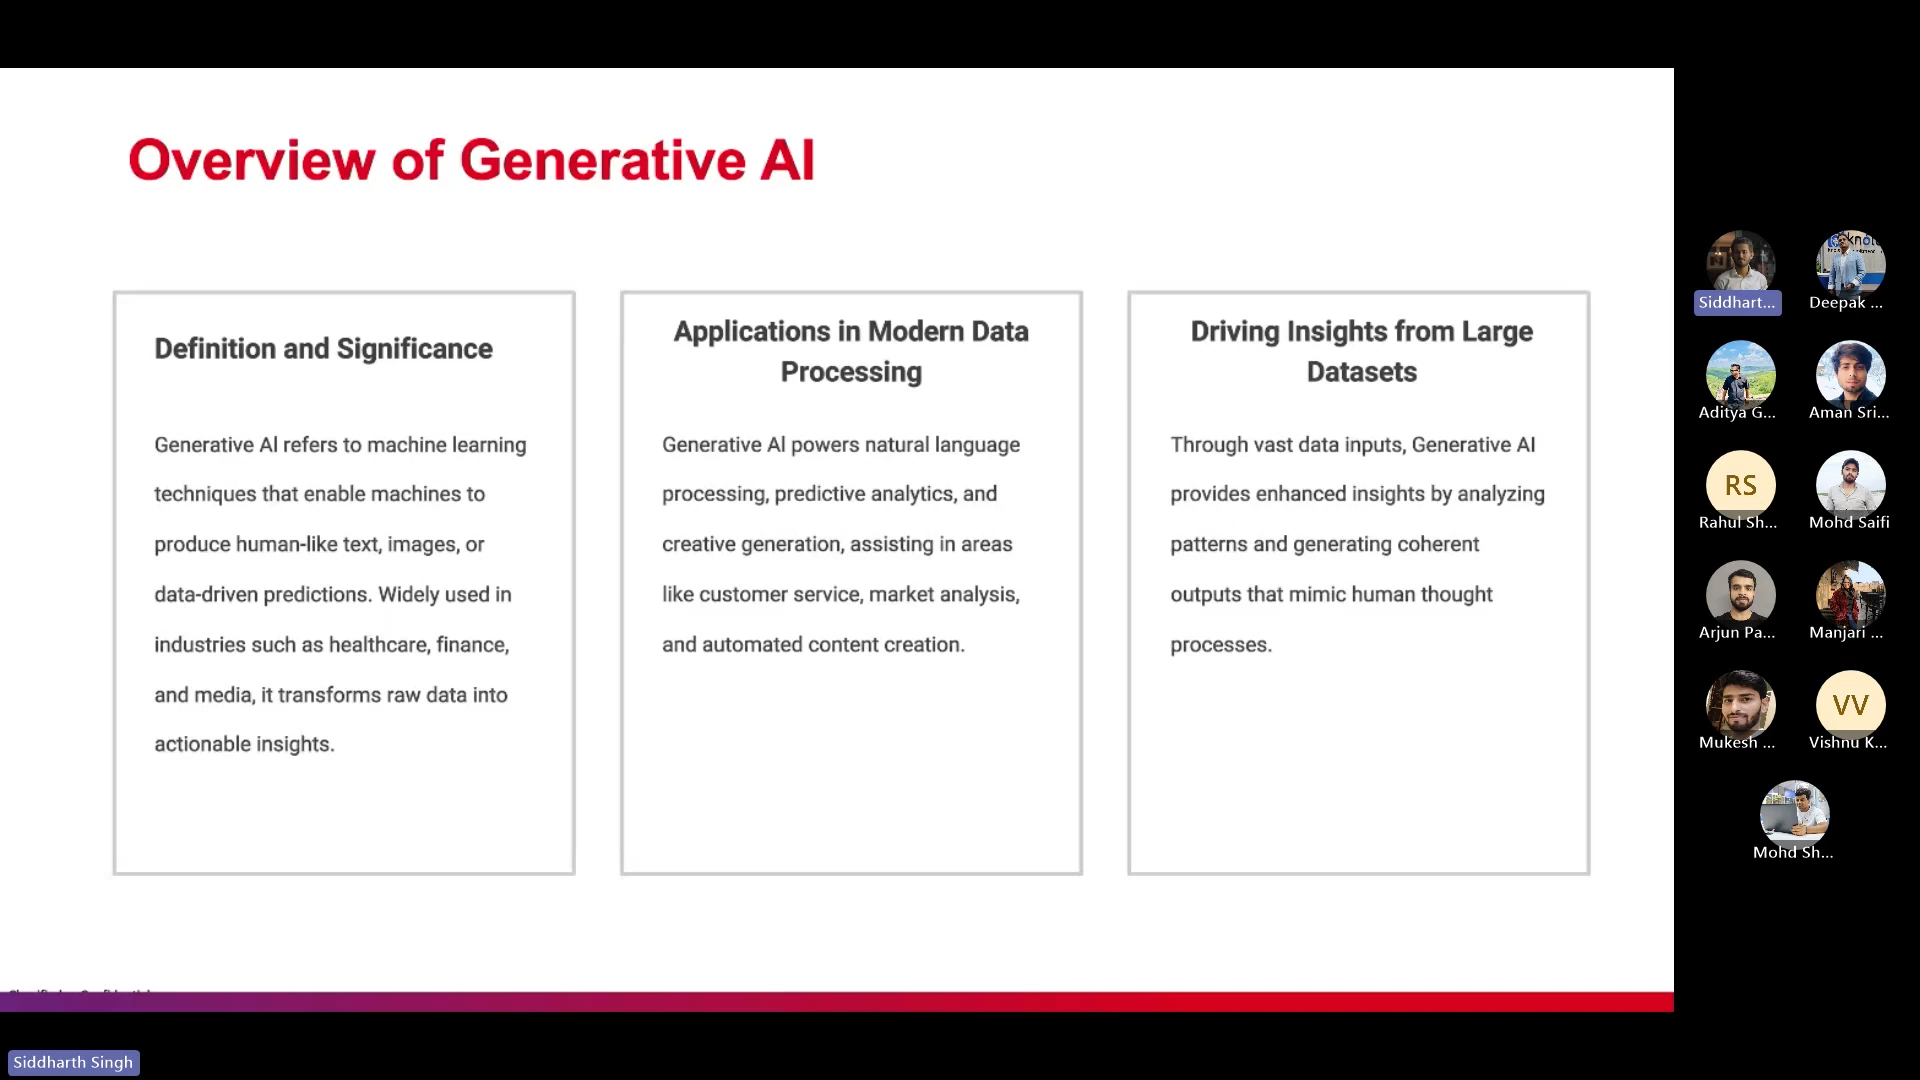 Overview of Generative AI
Definition and Significance
Generative AI refers to machine learning
techniques that enable machines to
produce human-like text, images, or
data-driven predictions. Widely used in
industries such as healthcare, finance,
and media, it transforms raw data into
actionable insights.
Applications in Modern Data
Processing
Generative AI powers natural language
processing, predictive analytics, and
creative generation, assisting in areas
like customer service, market analysis,
and automated content creation.
Driving Insights from Large
Datasets
Through vast data inputs, Generative AI
provides enhanced insights by analyzing
patterns and generating coherent
outputs that mimic human thought
processes.
Siddhart...
Deepak ...
Aditya G...
Aman Sri...
RS
Rahul Sh...
Mohd Saifi
Arjun Pa...
Manjari ...
Mukesh ...
VV
Vishnu K...
Mohd Sh...
Siddharth Singh